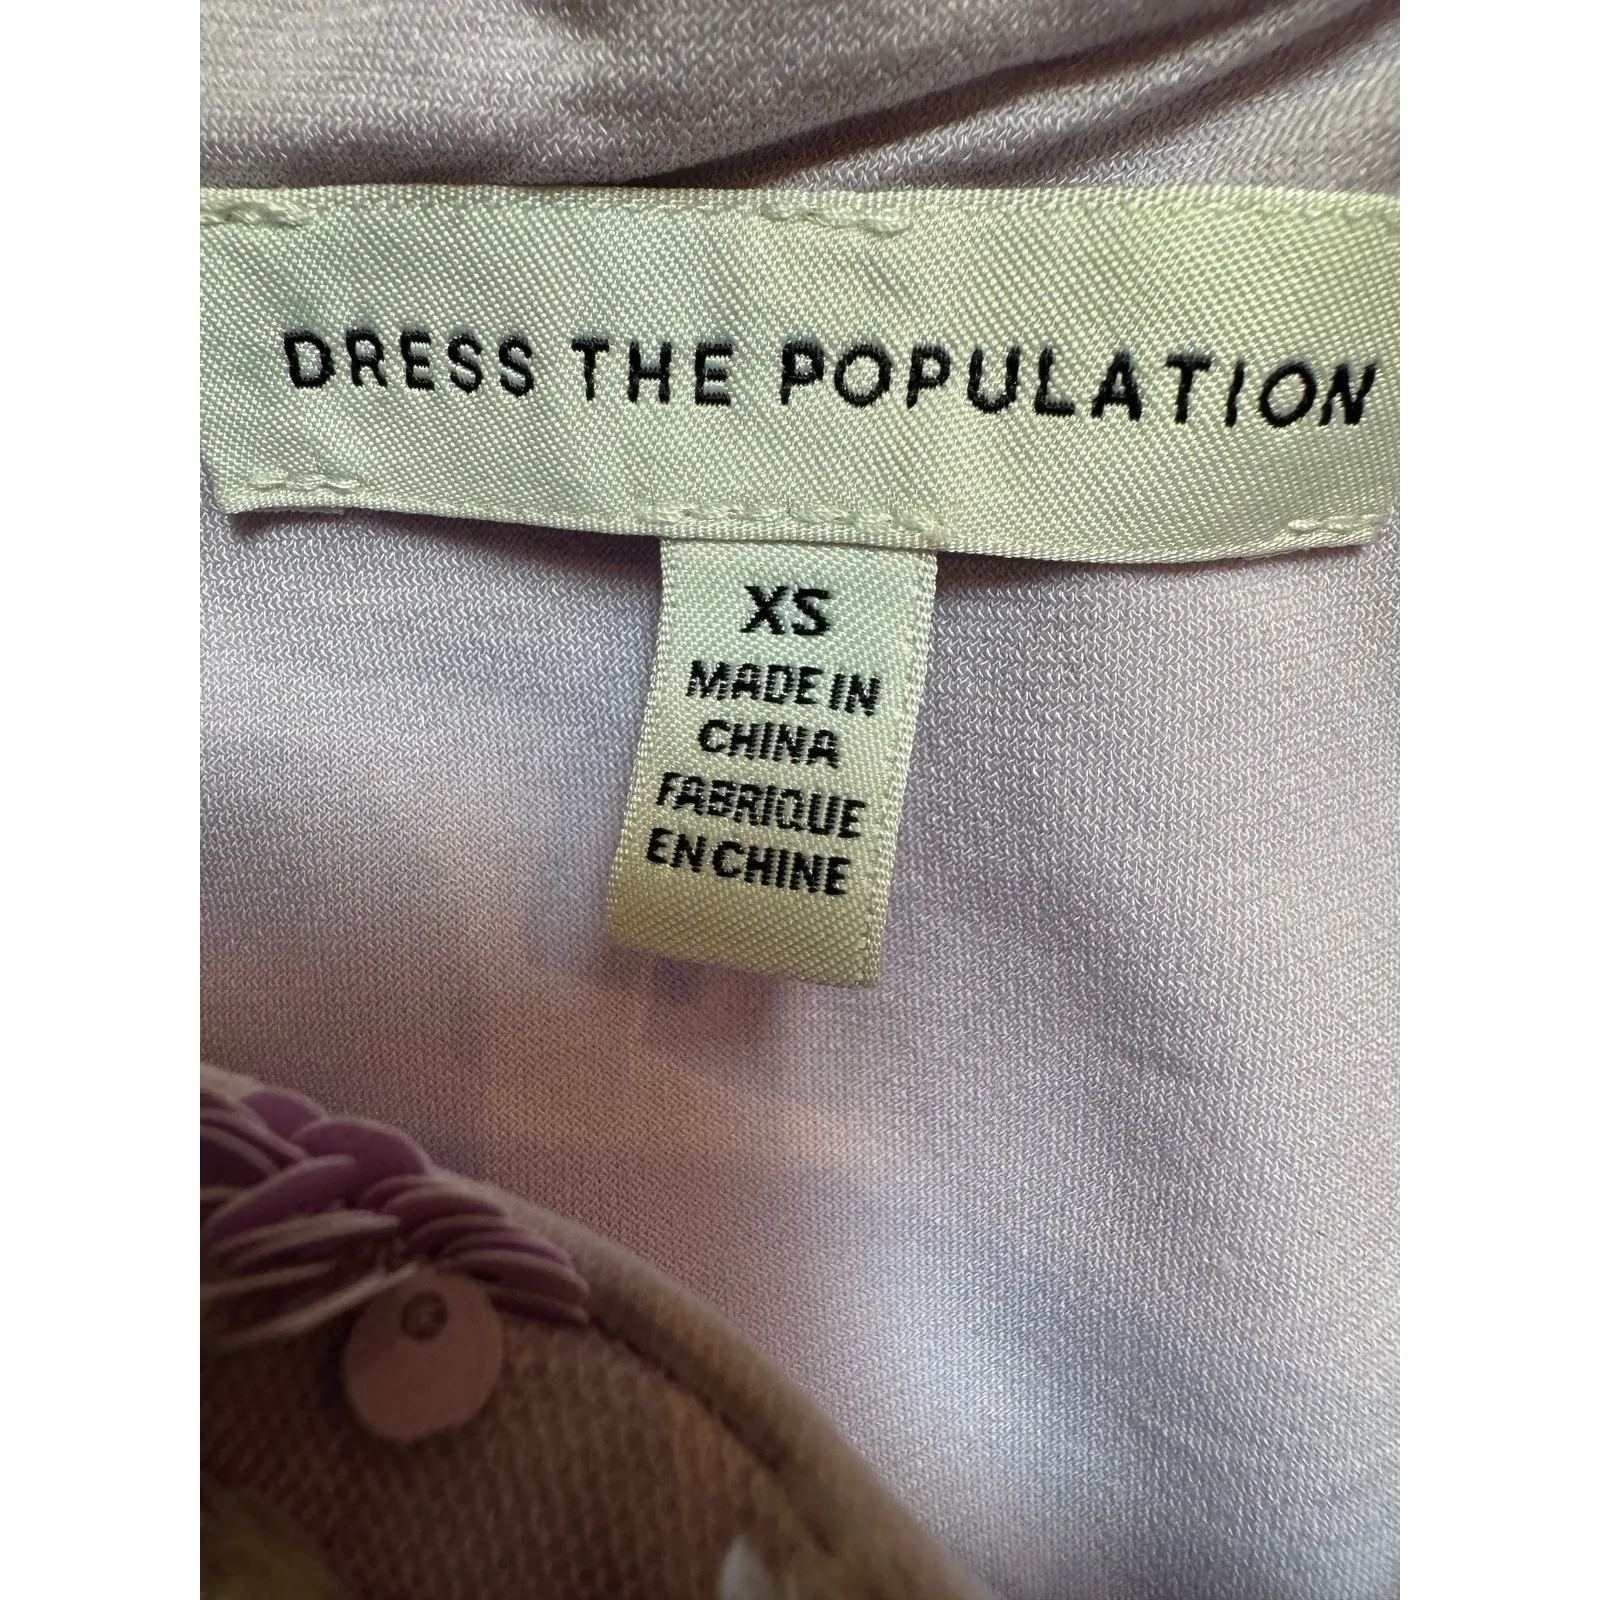 DRESS THE POPULATION
XS
MADE IN
CHINA
FABRIQUE
EN CHINE